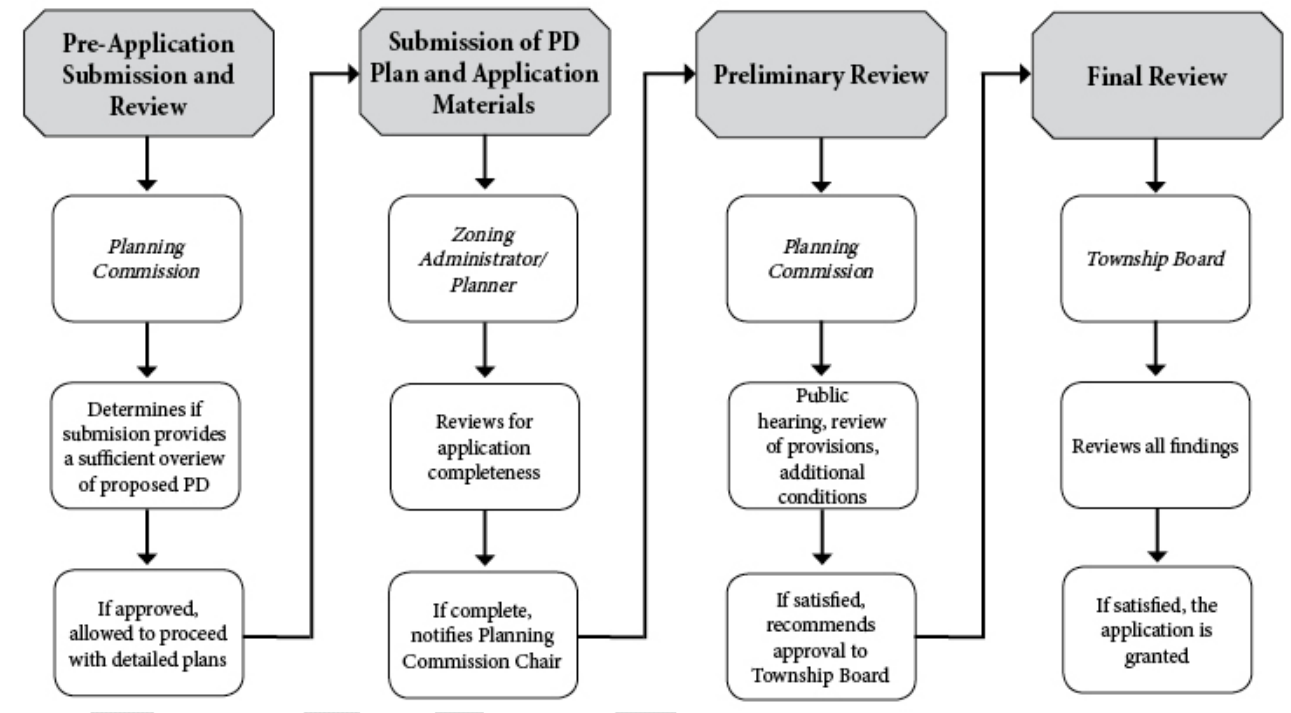 Pre-Application
Submission and
Review
Planning
Commission
Determines if
submision provides
a sufficient overiew
of proposed PD
If approved,
allowed to proceed
with detailed plans
Submission of PD
Plan and Application
Materials
Zoning
Administrator/
Planner
Reviews for
application
completeness
If complete,
notifies Planning
Commission Chair
Preliminary Review
Planning
Commission
Public
hearing, review
of provisions,
additional
conditions
If satisfied,
recommends
approval to
Township Board
Final Review
Township Board
Reviews all findings
If satisfied, the
application is
granted